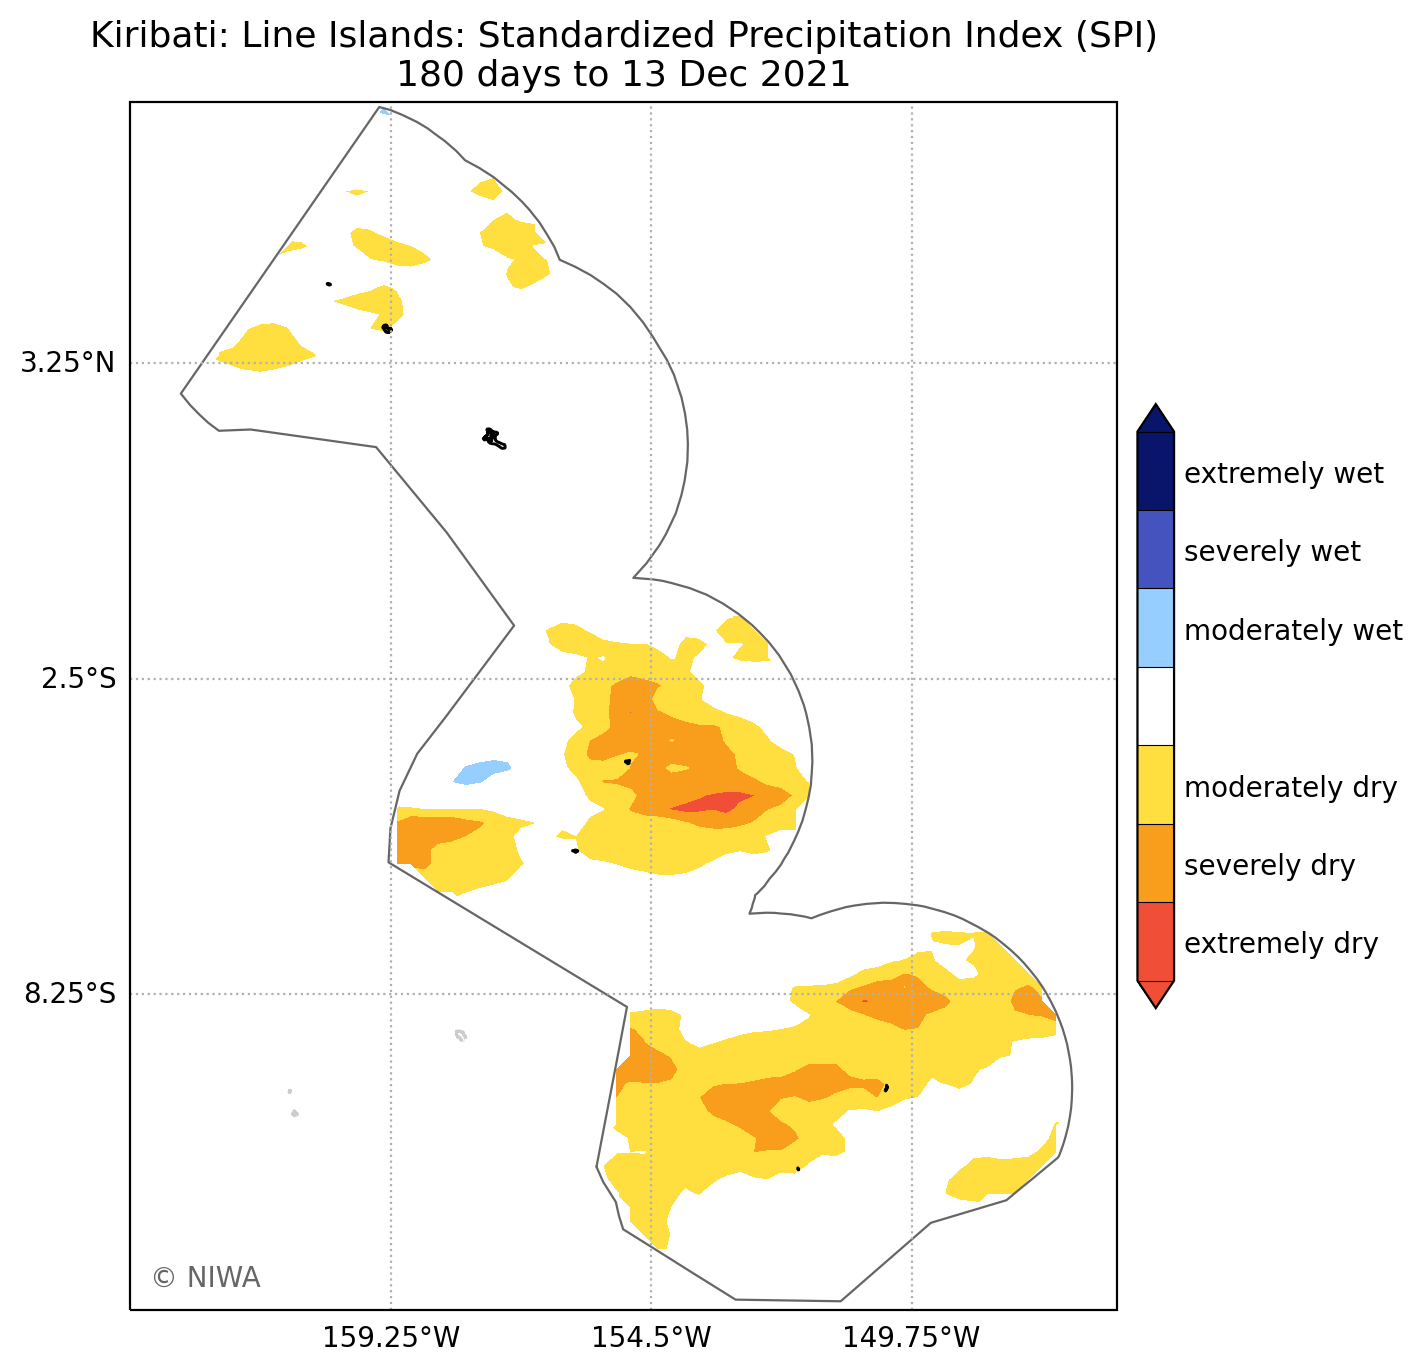 Kiribati: Line Islands: Standardized Precipitation Index (SPI)
180 days to 13 Dec 2021
3.25°N
2.5°S
8.25°S
159.25°W
154.5°W
149.75°W
extremely wet
severely wet
moderately wet
moderately dry
severely dry
extremely dry
© NIWA